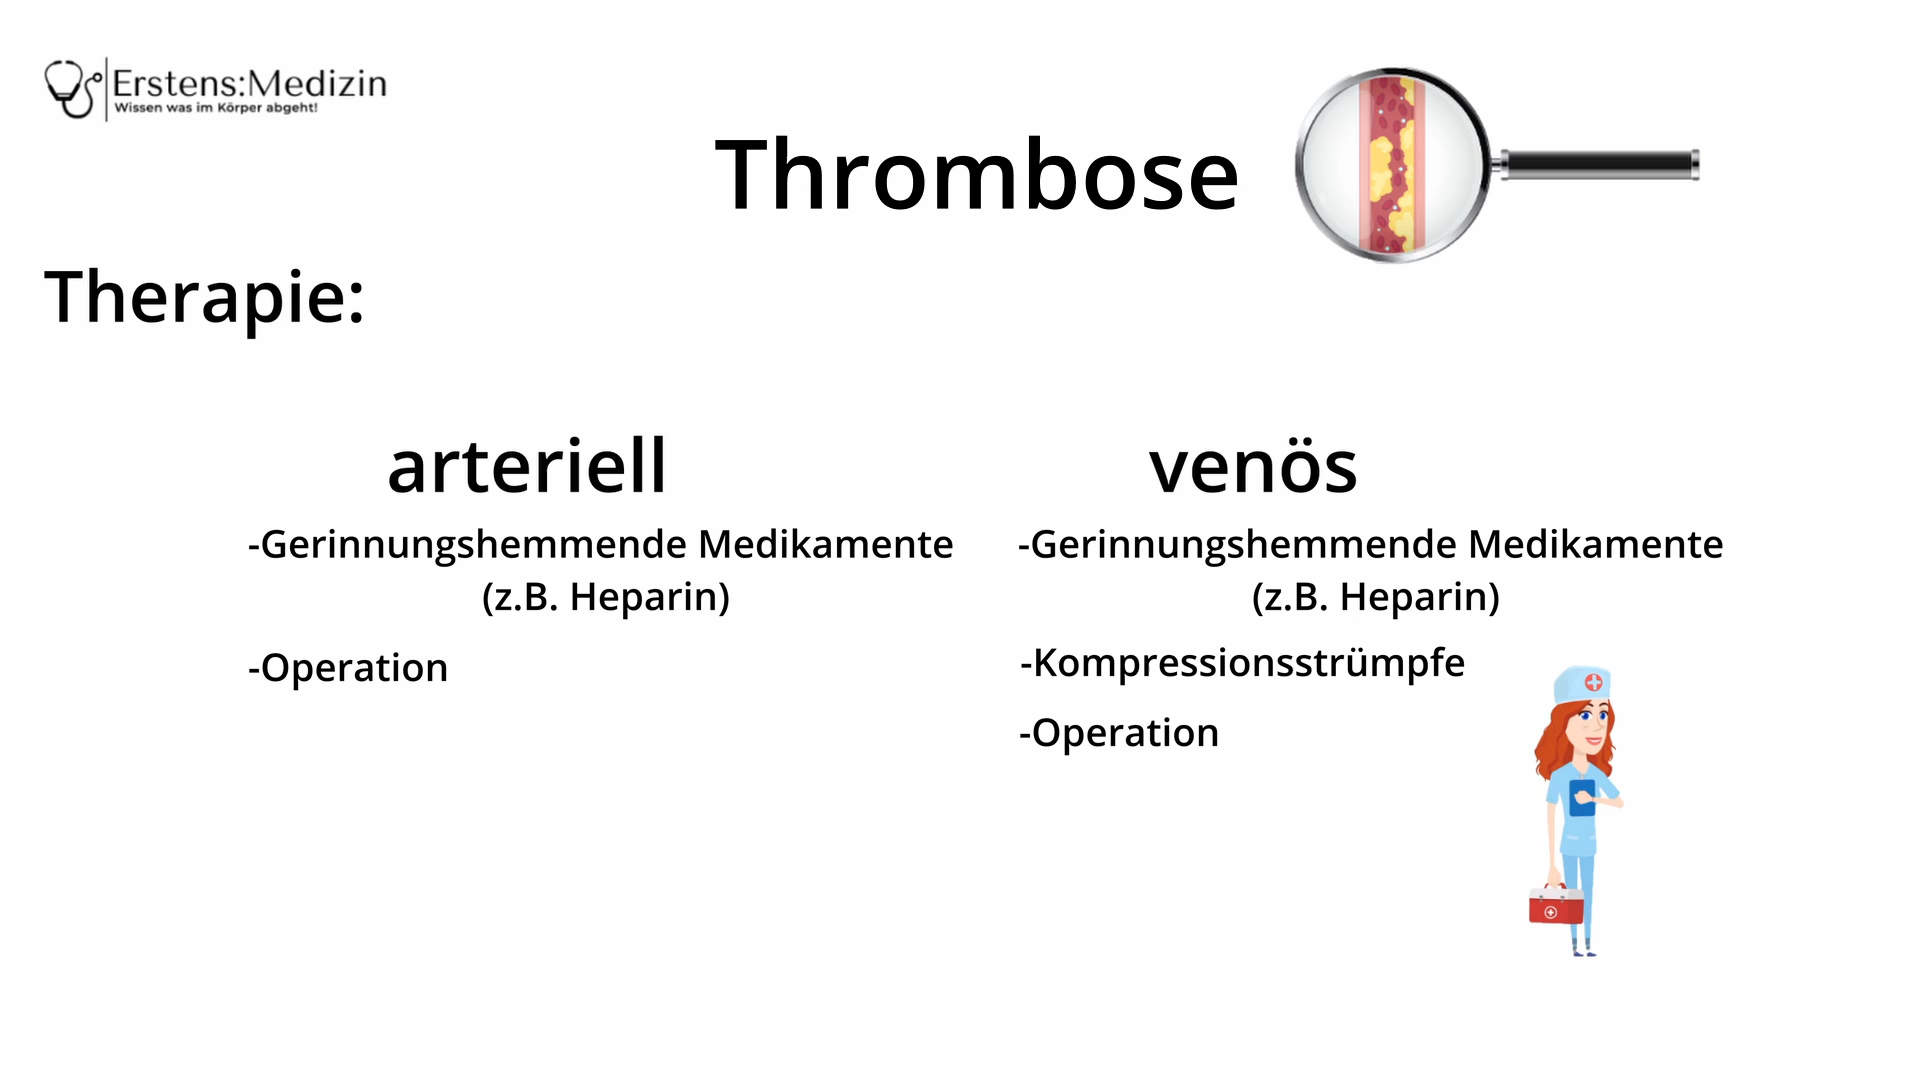 Erstens:Medizin
Wissen was im Körper abgeht!
Thrombose
Therapie:
arteriell
-Gerinnungshemmende Medikamente
(z.B. Heparin)
-Operation
venös
-Gerinnungshemmende Medikamente
(z.B. Heparin)
-Kompressionsstrümpfe
-Operation